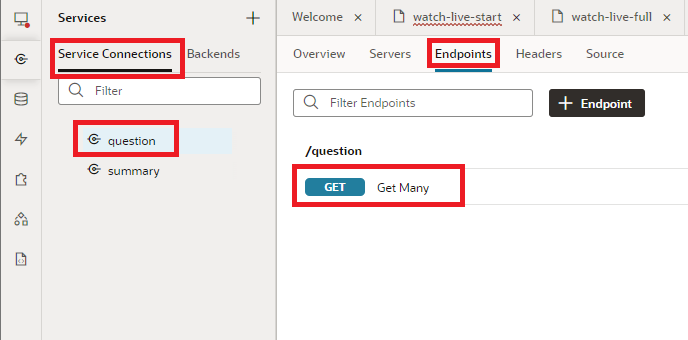 Services
Service Connections
Backends
Filter
question
summary
Welcome
watch-live-start
watch-live-full
Overview
Servers
Endpoints
Headers
Source
Filter Endpoints
Endpoint
/question
GET
Get Many